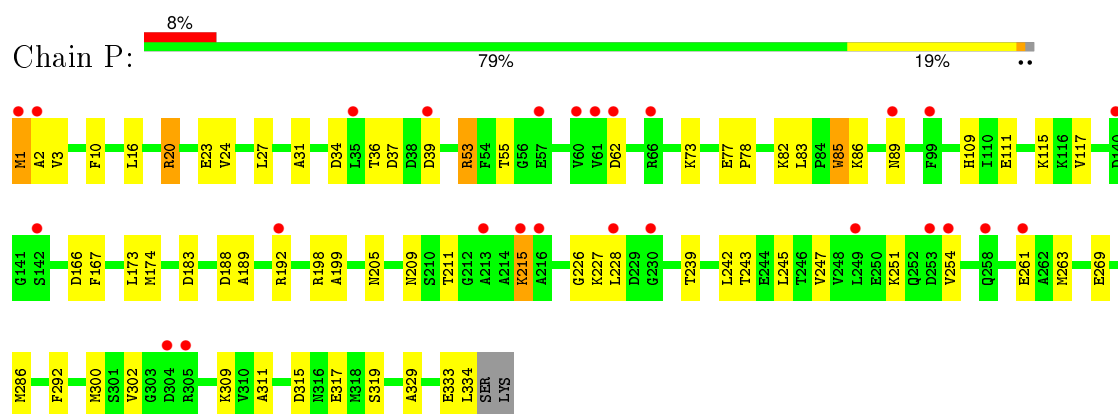 8%
Chain P:
79% 19% ••
M1 A2 V3 F10 L16 R20 E23 V24 L27 A31 D34 L35 T36 D37 D38 D39 R53 F54 T55 G56 E57 V60 V61 D62 R66 K73 E77 P78 K82 L83 P84 W85 K86 N89 F99 H109 I110 E111 K115 K116 V117 D140
G141 S142 D166 F167 L173 M174 D183 D188 A189 R192 R198 A199 N205 N209 S210 T211 G212 A213 A214 K215 A216 G226 K227 L228 D229 G230 T239 L242 T243 E244 L245 T246 V247 V248 L249 E250 K251 Q252 D253 V254 Q258 E261 A262 M263 E269
M286 F292 M300 S301 V302 G303 D304 R305 K309 V310 A311 D315 N316 E317 M318 S319 A329 E333 L334 SER LYS